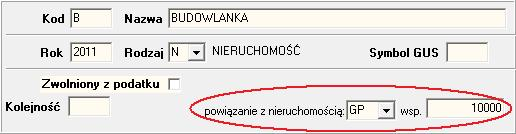 Kod B Nazwa BUDOWLANKA
Rok 2011 Rodzaj N NIERUCHOMOŚĆ Symbol GUS
Zwolniony z podatku
Kolejność powiązanie z nieruchomością: GP wsp. 10000